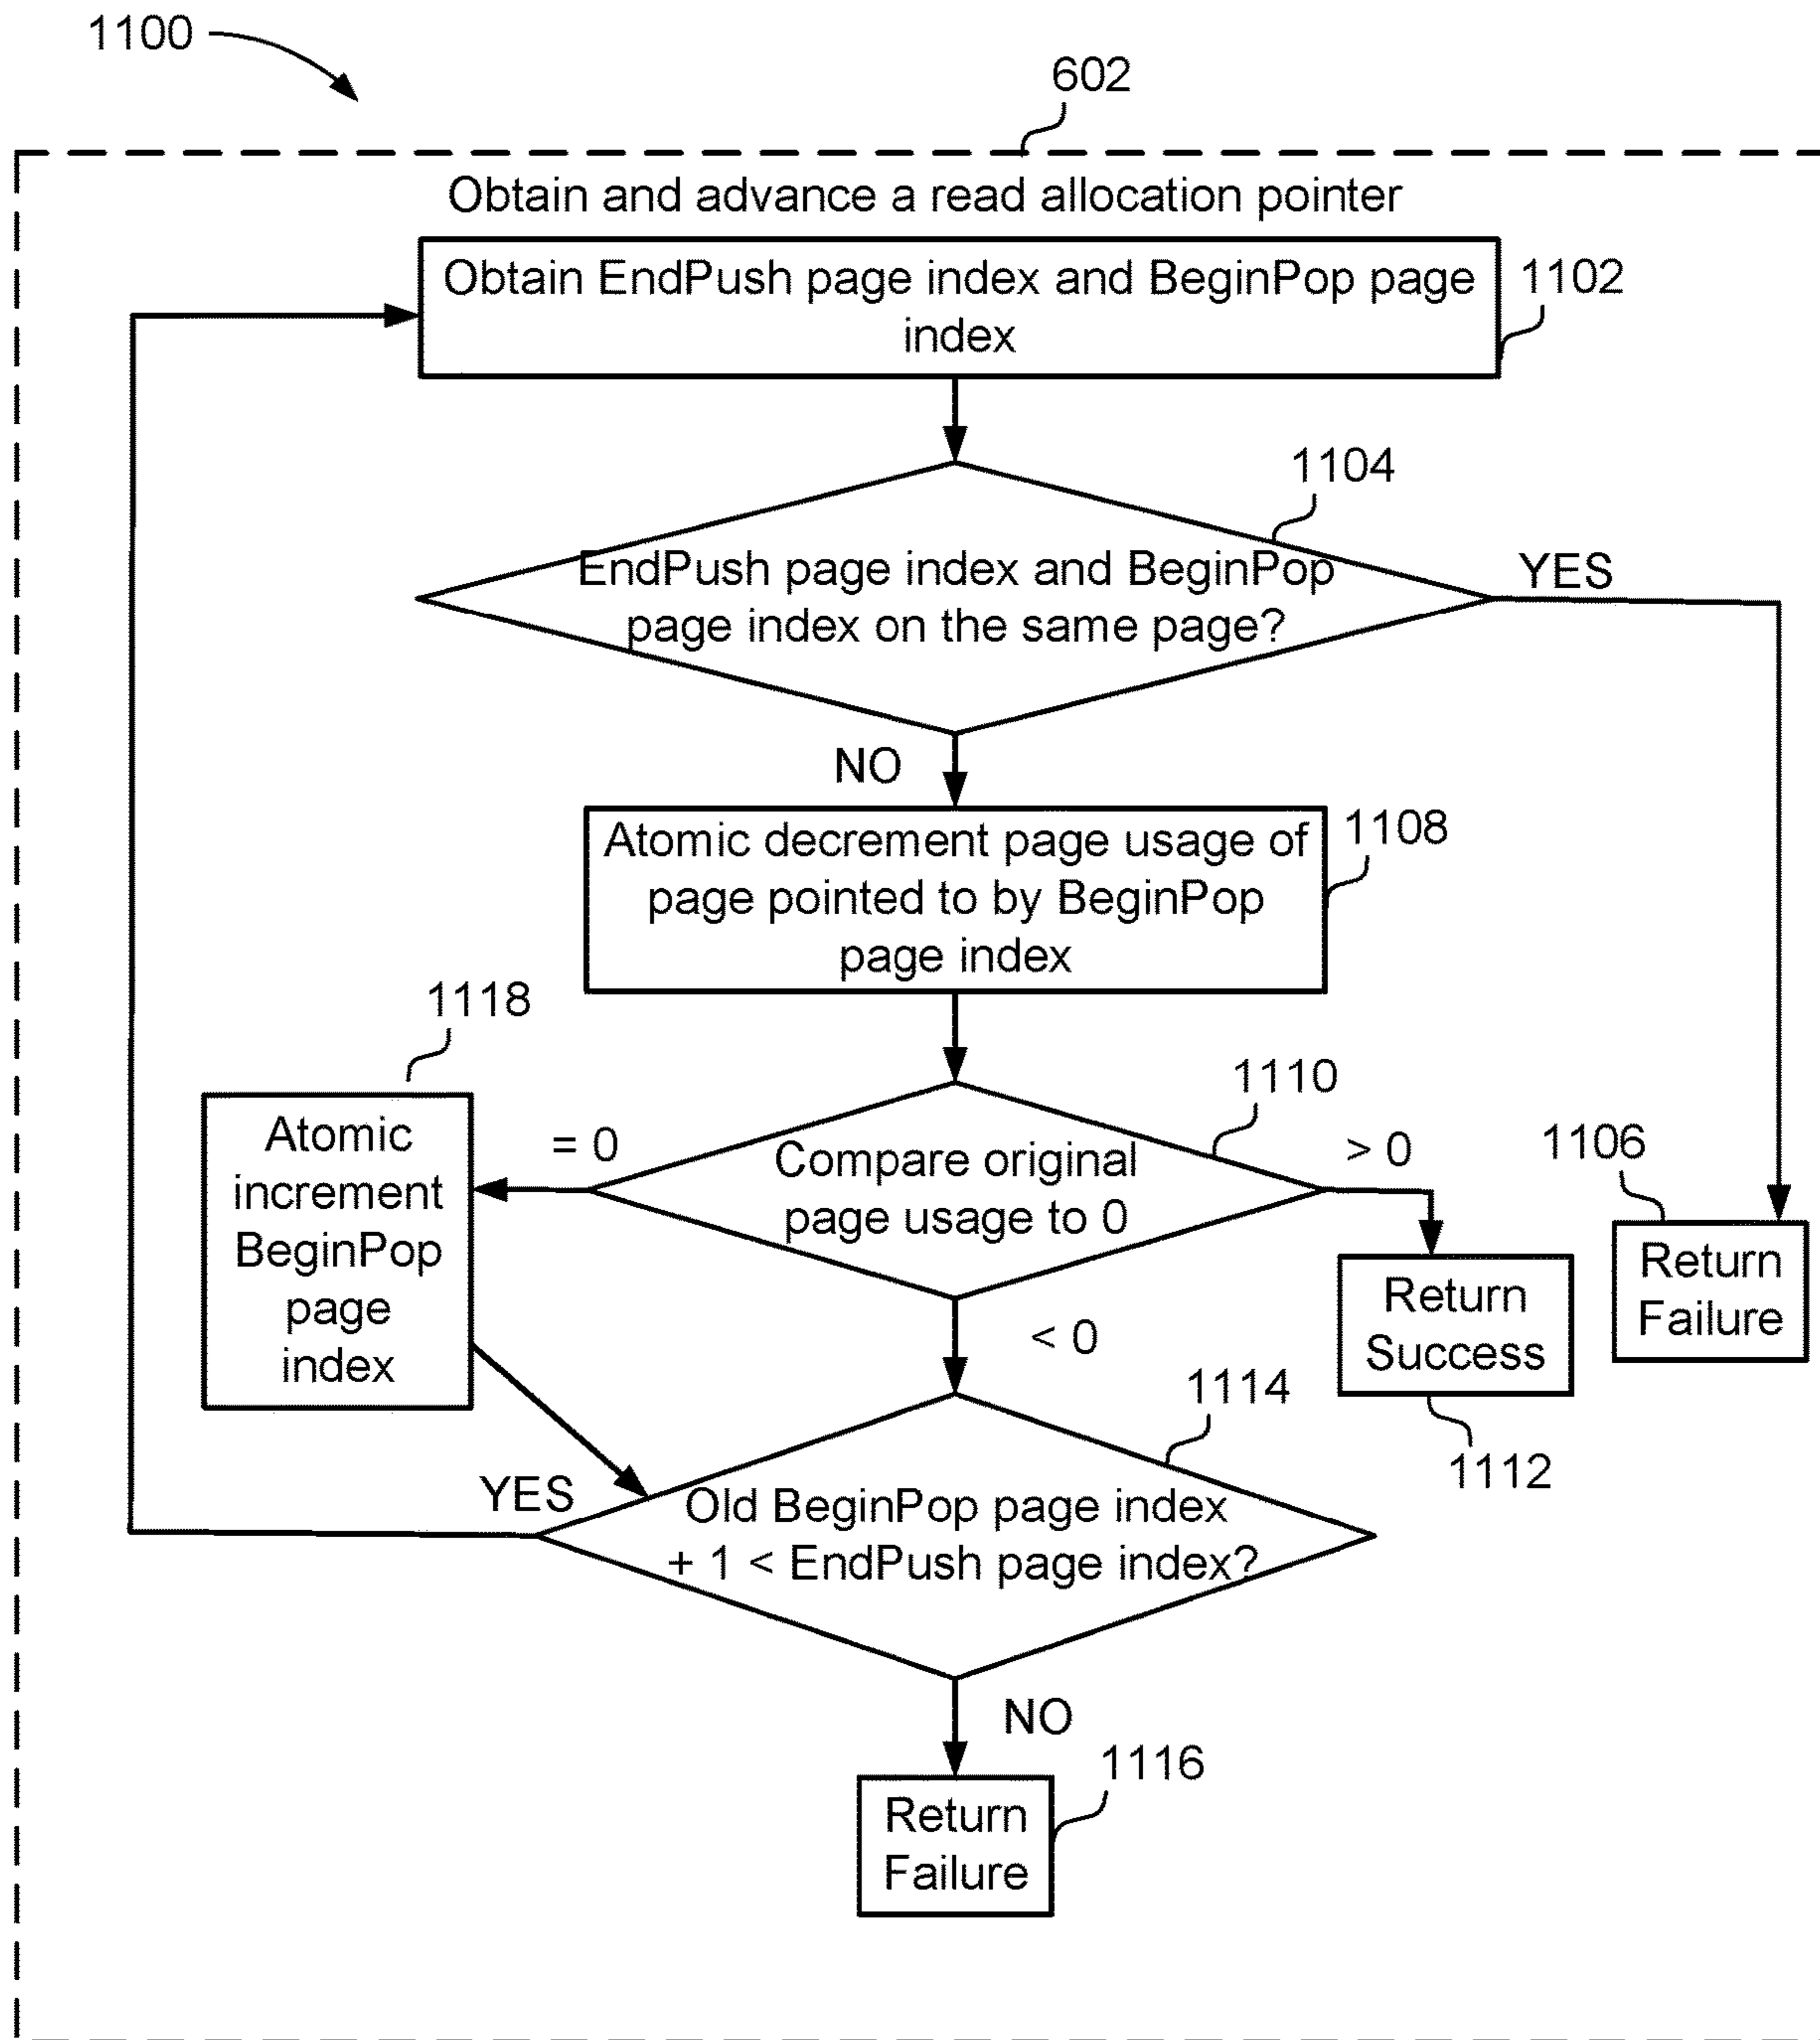 1100
602
Obtain and advance a read allocation pointer
Obtain EndPush page index and BeginPop page
index
1102
1104
EndPush page index and BeginPop
page index on the same page?
YES
NO
Atomic decrement page usage of
page pointed to by BeginPop
page index
1108
1118
Atomic
increment
BeginPop
page
index
= 0
1110
Compare original
page usage to 0
> 0
1106
Return
Failure
Return
Success
1112
< 0
1114
YES
Old BeginPop page index
+ 1 < EndPush page index?
NO
1116
Return
Failure